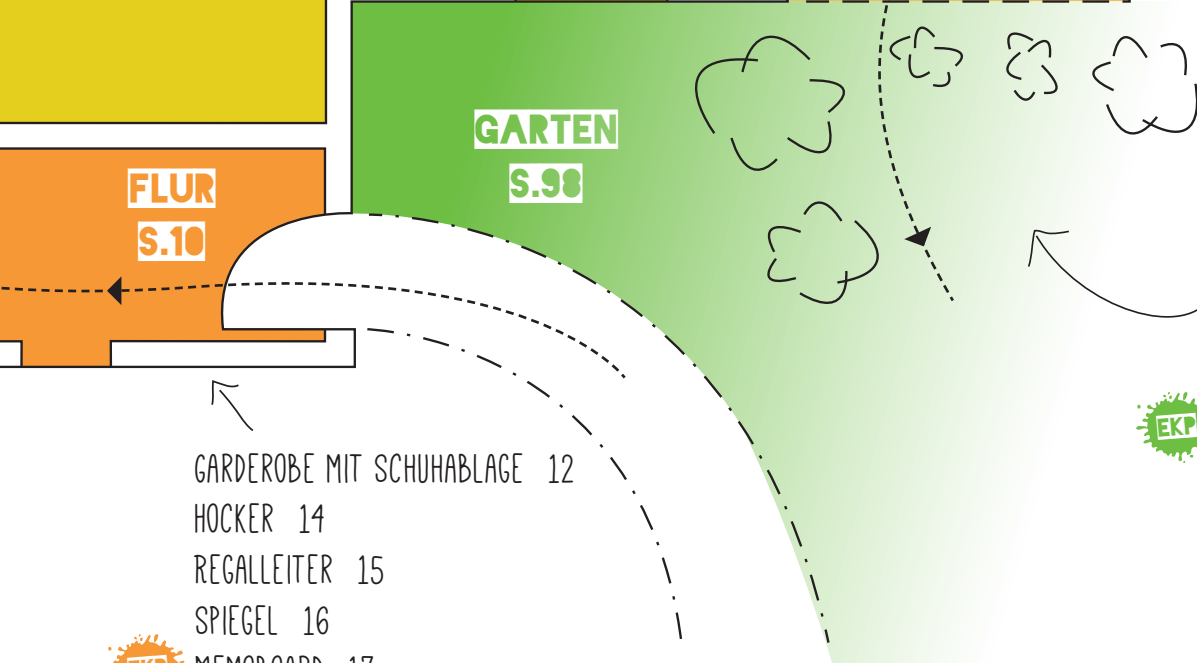 GARTEN
S.98
FLUR
S.10
GARDEROBE MIT SCHUHABLAGE 12
HOCKER 14
REGALLEITER 15
SPIEGEL 16